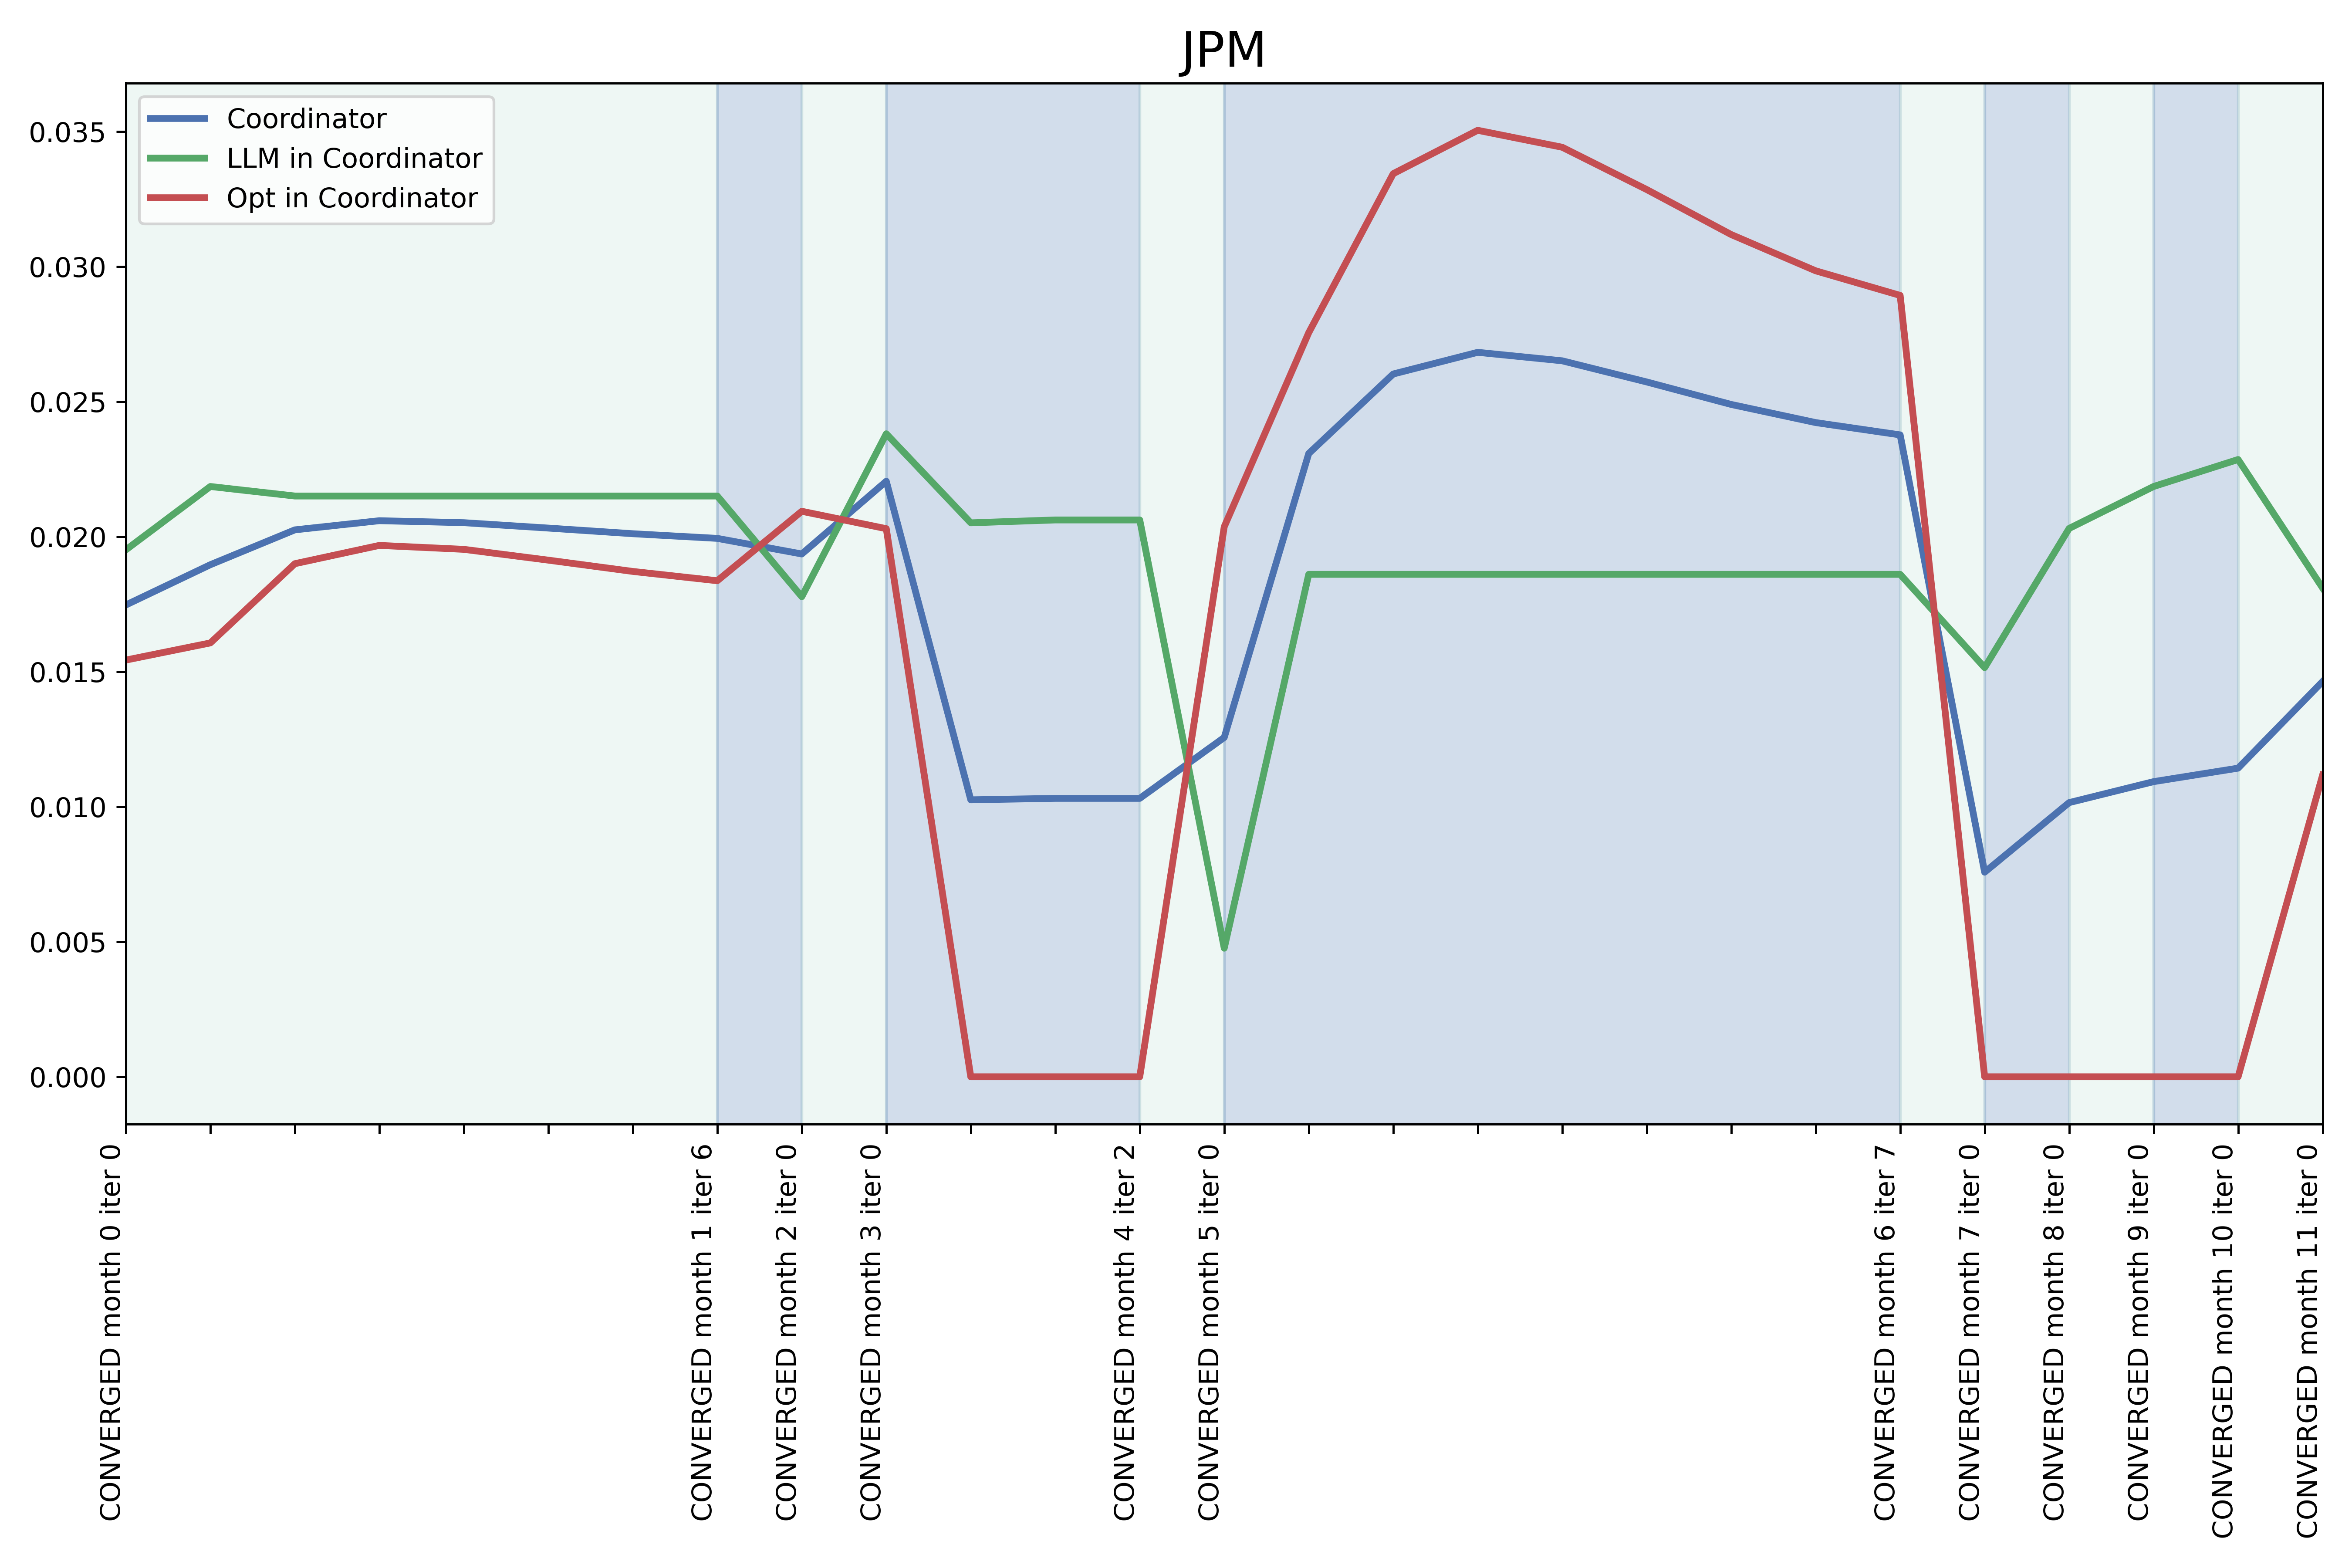 JPM
Coordinator
LLM in Coordinator
Opt in Coordinator
0.035
0.030
0.025
0.020
0.015
0.010
0.005
0.000
CONVERGED month 0 iter 0
CONVERGED month 1 iter 6
CONVERGED month 2 iter 0
CONVERGED month 3 iter 0
CONVERGED month 4 iter 2
CONVERGED month 5 iter 0
CONVERGED month 6 iter 7
CONVERGED month 7 iter 0
CONVERGED month 8 iter 0
CONVERGED month 9 iter 0
CONVERGED month 10 iter 0
CONVERGED month 11 iter 0